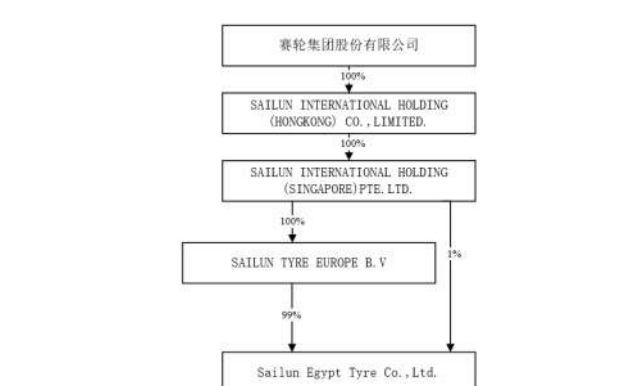 赛轮集团股份有限公司
100%
SAILUN INTERNATIONAL HOLDING
(HONGKONG) CO.,LIMITED.
100%
SAILUN INTERNATIONAL HOLDING
(SINGAPORE)PTE.LTD.
100%
1%
SAILUN TYRE EUROPE B.V
99%
Sailun Egypt Tyre Co.,Ltd.